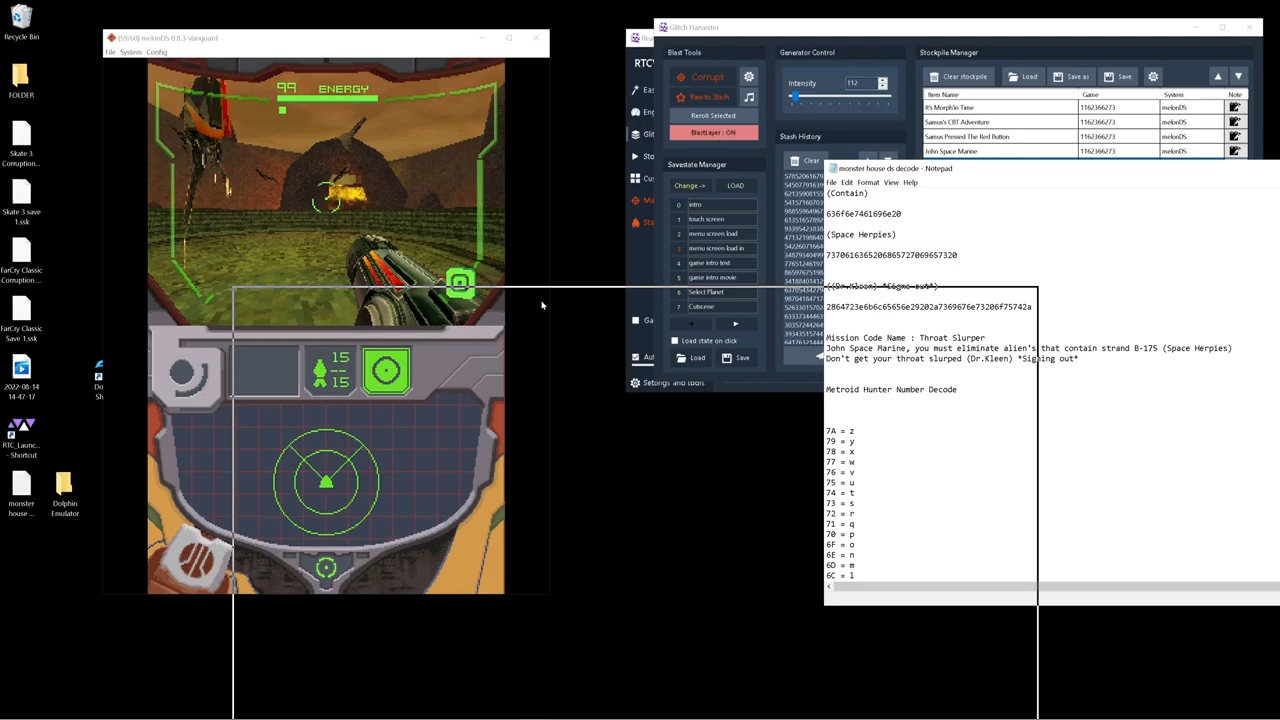 Recycle Bin
FOLDER
Skate 3
Corruption...
Skate 3 save
1.ssk
FarCry Classic
Corruption ...
FarCry Classic
Save 1.ssk
2022-08-14
14-47-17
RTC_Launc...
- Shortcut
monster
house ...
Dolphin
Emulator
[59/60] melonDS 0.8.3-Vanguard
File System Config
99 ENERGY
15
15
RTCV
Settings and tools
Glitch Harvester
Blast Tools
Corrupt
Raw to Stash
Reroll Selected
BlastLayer : ON
Savestate Manager
Change -> LOAD
0 intro
1 touch screen
2 menu screen load
3 menu screen load in
4 game intro text
5 game intro movie
6 Select Planet
7 Cutscene
Load state on click
Load Save
Generator Control
Intensity 112
Stash History
Clear
Stockpile Manager
Clear stockpile Load Save as Save
Item Name Game System Note
It's Morph'in Time 1162366273 melonDS
Samus's CBT Adventure 1162366273 melonDS
Samus Pressed The Red Button 1162366273 melonDS
John Space Marine 1162366273 melonDS
monster house ds decode - Notepad
File Edit Format View Help
(Contain)
636f6e7461696e20
(Space Herpies)
7370616365206865727069657320
((Dr.Kleen) *Signs out*)
2864723e6b6c65656e29202a7369676e73206f75742a
Mission Code Name : Throat Slurper
John Space Marine, you must eliminate alien's that contain strand B-175 (Space Herpies)
Don't get your throat slurped (Dr.Kleen) *Signing out*
Metroid Hunter Number Decode
7A = z
79 = y
78 = x
77 = w
76 = v
75 = u
74 = t
73 = s
72 = r
71 = q
70 = p
6F = o
6E = n
6D = m
6C = l